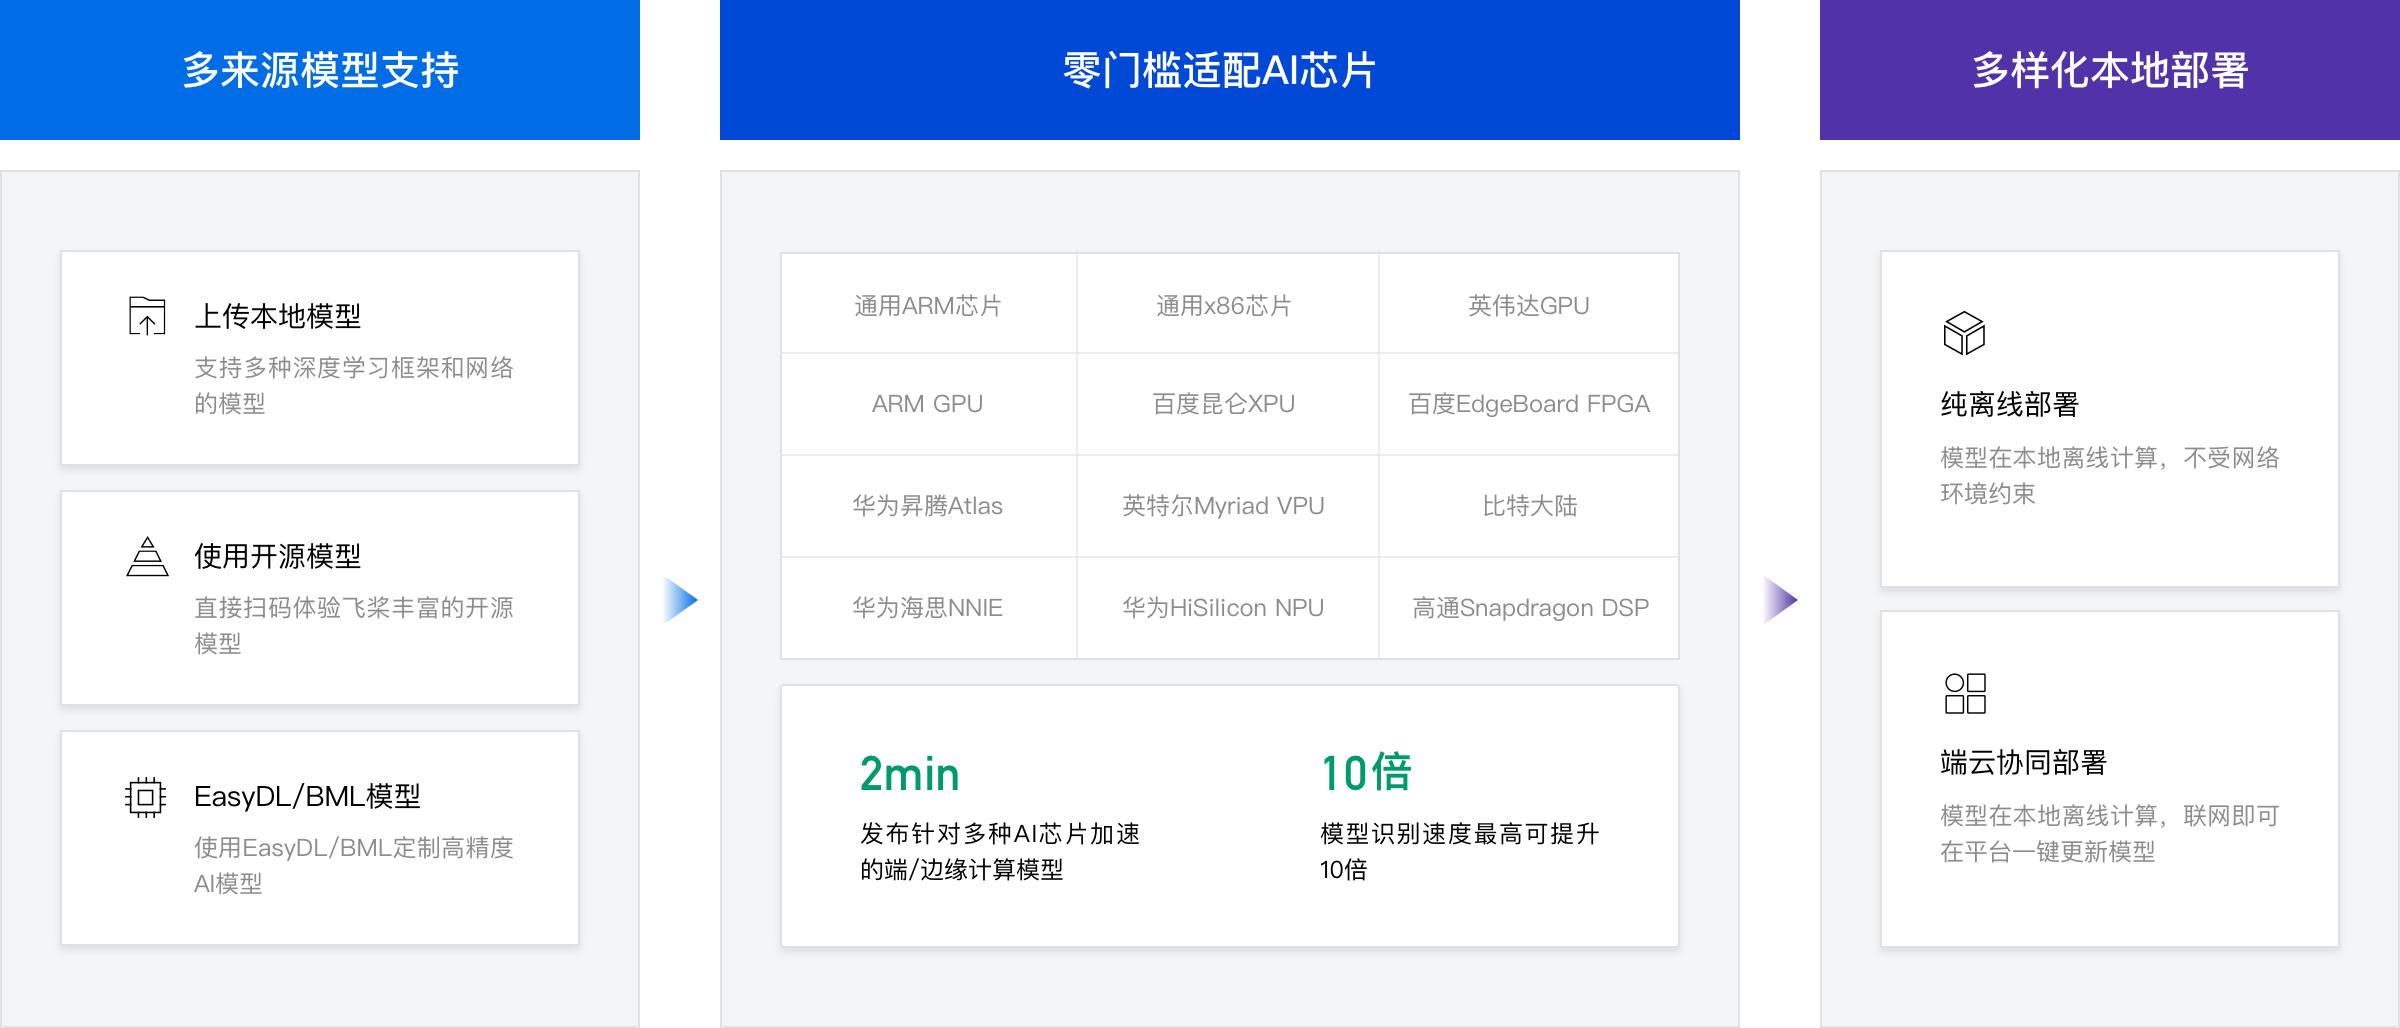 多来源模型支持
上传本地模型
支持多种深度学习框架和网络
的模型
使用开源模型
直接扫码体验飞桨丰富的开源
模型
EasyDL/BML模型
使用EasyDL/BML定制高精度
AI模型
零门槛适配AI芯片
通用ARM芯片
通用x86芯片
英伟达GPU
ARM GPU
百度昆仑XPU
百度EdgeBoard FPGA
华为昇腾Atlas
英特尔Myriad VPU
比特大陆
华为海思NNIE
华为HiSilicon NPU
高通Snapdragon DSP
2min
发布针对多种AI芯片加速
的端/边缘计算模型
10倍
模型识别速度最高可提升
10倍
多样化本地部署
纯离线部署
模型在本地离线计算，不受网络
环境约束
端云协同部署
模型在本地离线计算，联网即可
在平台一键更新模型